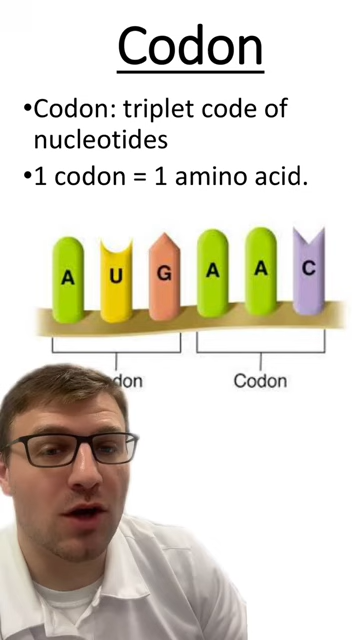 Codon
•Codon: triplet code of
nucleotides
•1 codon = 1 amino acid.
A U G A A C
Codon